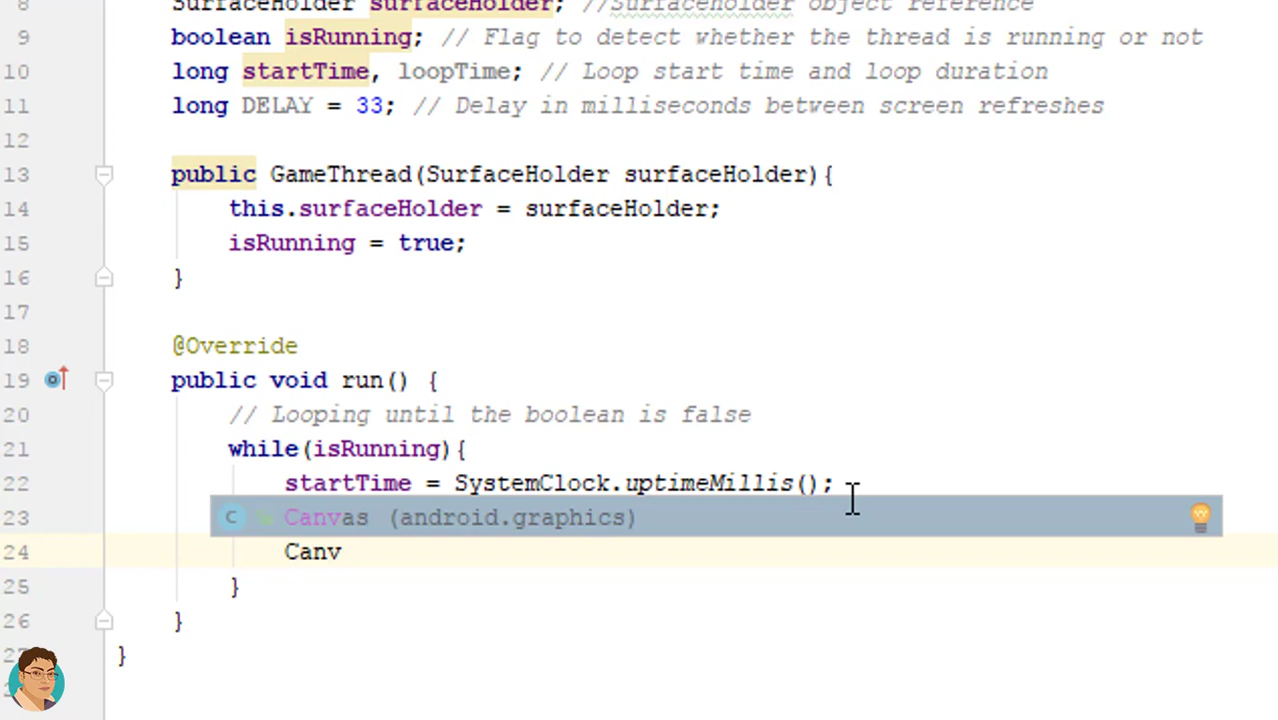 8 SurfaceHolder surfaceHolder; //Surfaceholder object reference
9 boolean isRunning; // Flag to detect whether the thread is running or not
10 long startTime, loopTime; // Loop start time and loop duration
11 long DELAY = 33; // Delay in milliseconds between screen refreshes
12
13 public GameThread(SurfaceHolder surfaceHolder){
14 this.surfaceHolder = surfaceHolder;
15 isRunning = true;
16 }
17
18 @Override
19 public void run() {
20 // Looping until the boolean is false
21 while(isRunning){
22 startTime = SystemClock.uptimeMillis();
23 C Canvas (android.graphics)
24 Canv
25 }
26 }
27 }